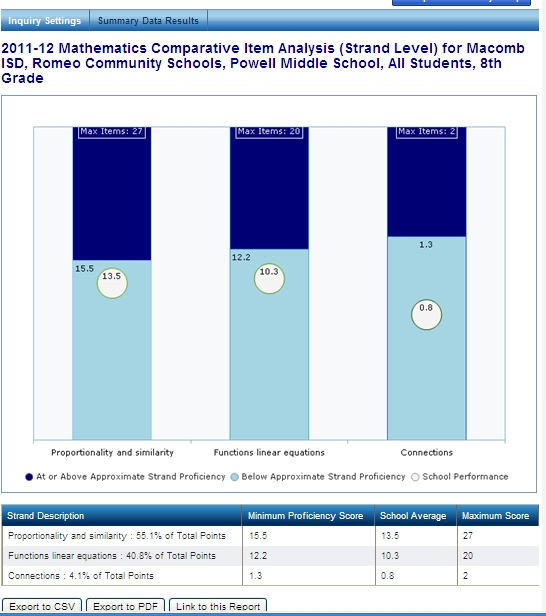 Inquiry Settings Summary Data Results
2011-12 Mathematics Comparative Item Analysis (Strand Level) for Macomb
ISD, Romeo Community Schools, Powell Middle School, All Students, 8th
Grade
Max Items: 27 Max Items: 20 Max Items: 2
1.3
12.2
15.5
10.3
13.5
0.8
Proportionality and similarity Functions linear equations Connections
At or Above Approximate Strand Proficiency Below Approximate Strand Proficiency School Performance
Strand Description Minimum Proficiency Score School Average Maximum Score
Proportionality and similarity : 55.1% of Total Points 15.5 13.5 27
Functions linear equations : 40.8% of Total Points 12.2 10.3 20
Connections : 4.1% of Total Points 1.3 0.8 2
Export to CSV Export to PDF Link to this Report